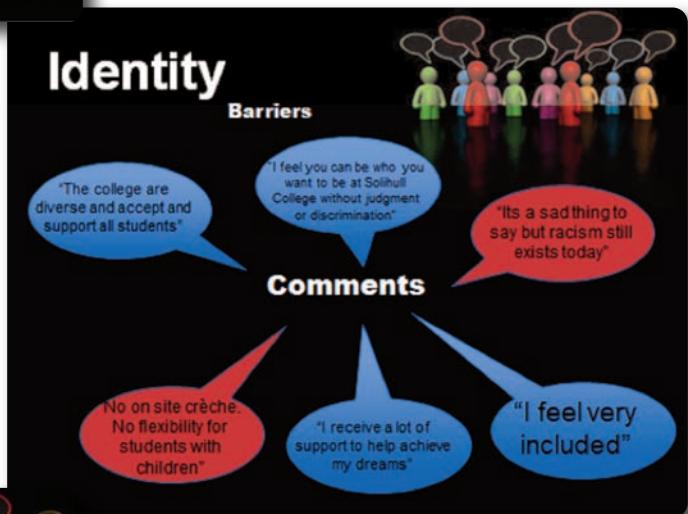 Identity
Barriers
"The college are
diverse and accept and
support all students"
"I feel you can be who you
want to be at Solihull
College without judgment
or discrimination"
"Its a sad thing to
say but racism still
exists today"
Comments
No on site crèche.
No flexibility for
students with
children"
"I receive a lot of
support to help achieve
my dreams"
"I feel very
included"